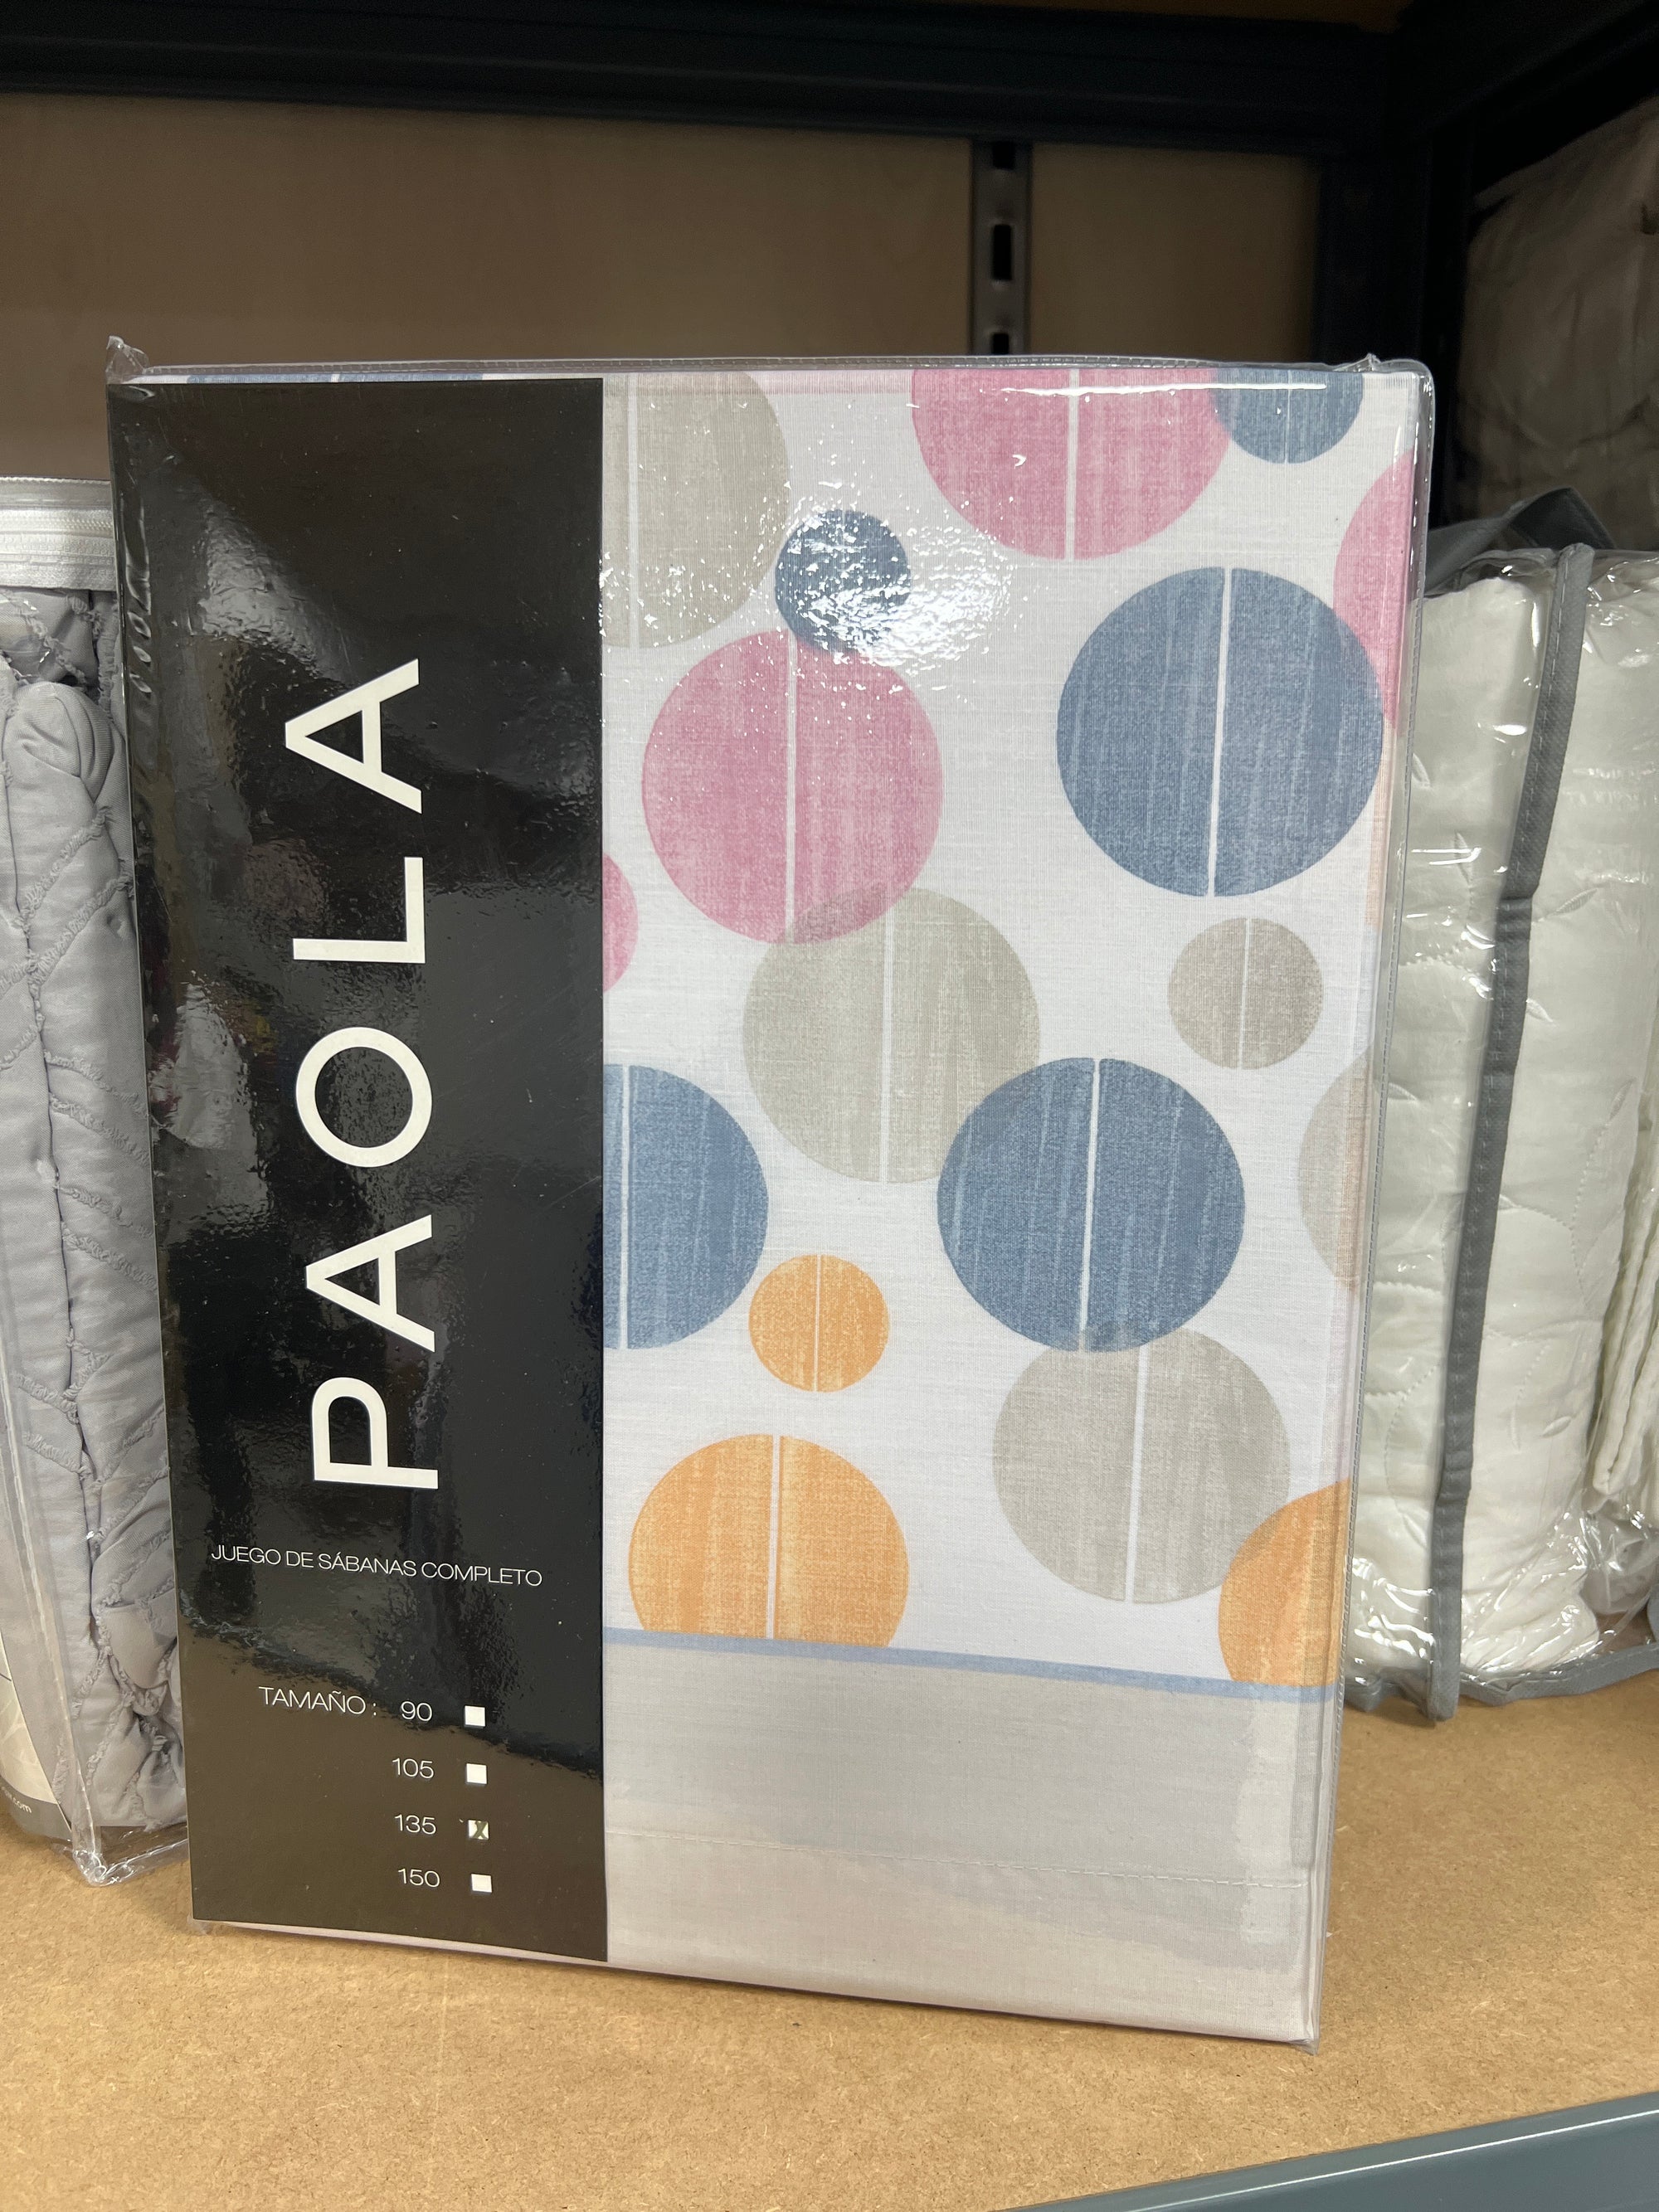 PAOLA
JUEGO DE SÁBANAS COMPLETO
TAMAÑO: 90
105
135 X
150